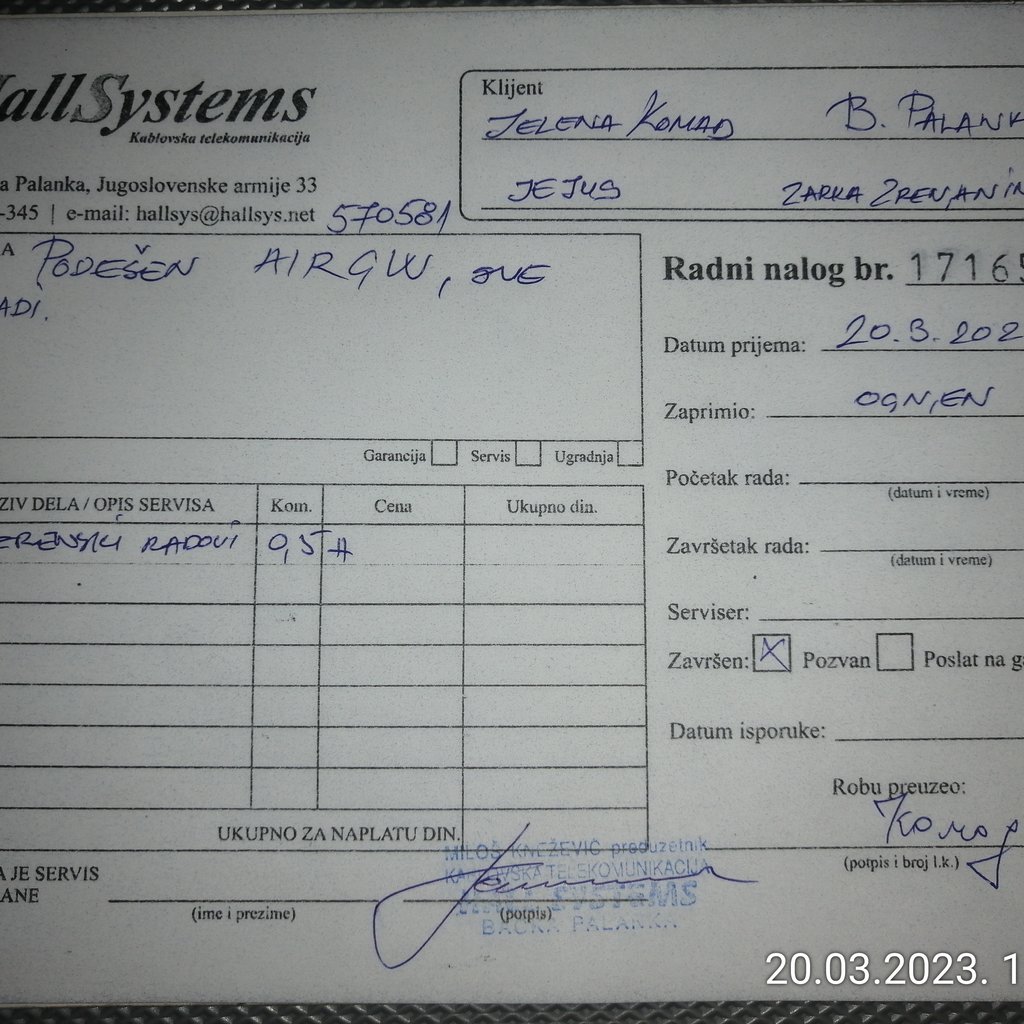 HallSystems
Kablovska telekomunikacija
a Palanka, Jugoslovenske armije 33
-345 | e-mail: hallsys@hallsys.net 570581
Klijent
JELENA KOMAD B. PALANK
JEJUS ZARKA ZRENJANIN
A PODEŠEN AIRGW, SVE
ADI.
Garancija Servis Ugradnja
Radni nalog br. 17165
Datum prijema: 20.3.202
Zaprimio: OGNJEN
Početak rada:
(datum i vreme)
Završetak rada:
(datum i vreme)
Serviser:
Završen: X Pozvan Poslat na ga
Datum isporuke:
Robu preuzeo:
(potpis i broj l.k.)
ZIV DELA / OPIS SERVISA Kom. Cena Ukupno din.
ERENSKI RADOVI 0,5 H
UKUPNO ZA NAPLATU DIN.
MILOŠ KNEŽEVIĆ preduzetnik
KABLOVSKA TELEKOMUNIKACIJA
HALL SYSTEMS
BAČKA PALANKA
A JE SERVIS
ANE
(ime i prezime) (potpis)
20.03.2023. 1